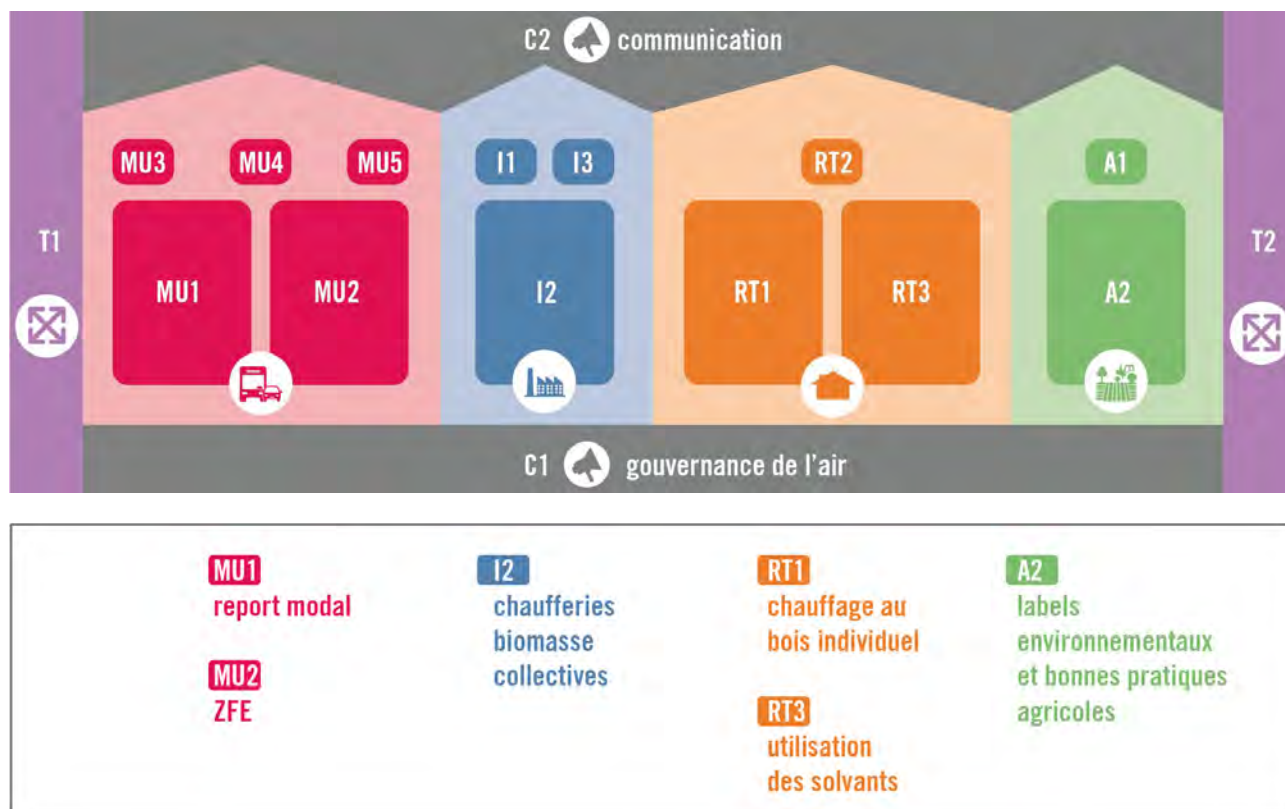 C2 communication
MU3 MU4 MU5 I1 I3 RT2 A1
T1 T2
MU1 MU2 I2 RT1 RT3 A2
C1 gouvernance de l'air
MU1
report modal
MU2
ZFE
I2
chaufferies
biomasse
collectives
RT1
chauffage au
bois individuel
RT3
utilisation
des solvants
A2
labels
environnementaux
et bonnes pratiques
agricoles